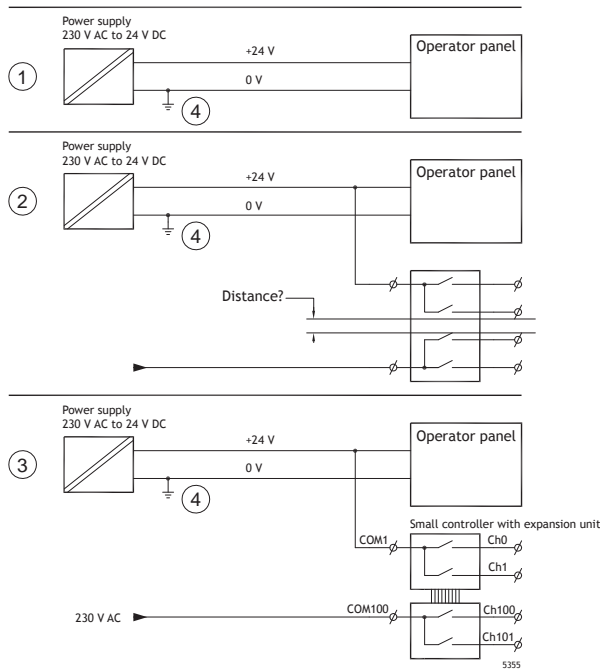 Power supply
230 V AC to 24 V DC
+24 V
Operator panel
1
0 V
4
Power supply
230 V AC to 24 V DC
+24 V
Operator panel
2
0 V
4
Distance?
Power supply
230 V AC to 24 V DC
+24 V
Operator panel
3
0 V
4
Small controller with expansion unit
COM1
Ch0
Ch1
230 V AC
COM100
Ch100
Ch101
5355